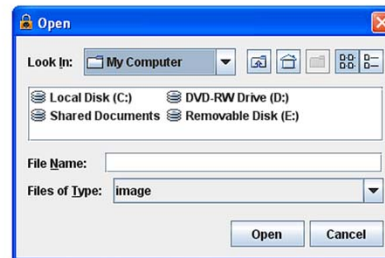 Open
Look In: My Computer
Local Disk (C:) DVD-RW Drive (D:)
Shared Documents Removable Disk (E:)
File Name:
Files of Type: image
Open Cancel